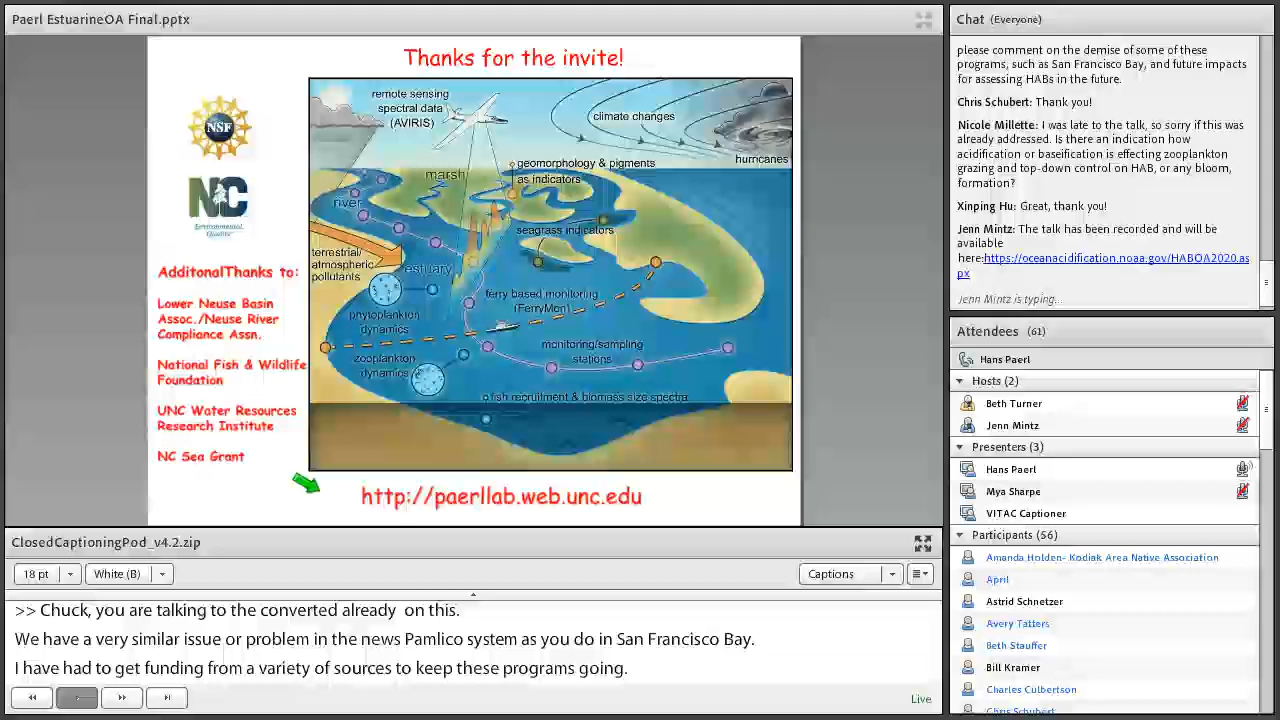 Paerl EstuarineOA Final.pptx
Thanks for the invite!
NSF
NC
Environmental
Quality
AdditonalThanks to:
Lower Neuse Basin
Assoc./Neuse River
Compliance Assn.
National Fish & Wildlife
Foundation
UNC Water Resources
Research Institute
NC Sea Grant
remote sensing
spectral data
(AVIRIS)
climate changes
hurricanes
geomorphology & pigments
as indicators
marsh
river
seagrass indicators
terrestrial/
atmospheric
pollutants
estuary
ferry based monitoring
(FerryMon)
phytoplankton
dynamics
monitoring/sampling
stations
zooplankton
dynamics
fish recruitment & biomass size spectra
http://paerllab.web.unc.edu
ClosedCaptioningPod_v4.2.zip
18 pt
White (B)
Captions
>> Chuck, you are talking to the converted already on this.
We have a very similar issue or problem in the news Pamlico system as you do in San Francisco Bay.
I have had to get funding from a variety of sources to keep these programs going.
Live
Chat (Everyone)
please comment on the demise of some of these
programs, such as San Francisco Bay, and future impacts
for assessing HABs in the future.
Chris Schubert: Thank you!
Nicole Millette: I was late to the talk, so sorry if this was
already addressed. Is there an indication how
acidification or baseification is effecting zooplankton
grazing and top-down control on HAB, or any bloom,
formation?
Xinping Hu: Great, thank you!
Jenn Mintz: The talk has been recorded and will be
available
here:https://oceanacidification.noaa.gov/HABOA2020.as
px
Jenn Mintz is typing...
Attendees (61)
Hans Paerl
Hosts (2)
Beth Turner
Jenn Mintz
Presenters (3)
Hans Paerl
Mya Sharpe
VITAC Captioner
Participants (56)
Amanda Holden- Kodiak Area Native Association
April
Astrid Schnetzer
Avery Tatters
Beth Stauffer
Bill Kramer
Charles Culbertson
Chris Schubert